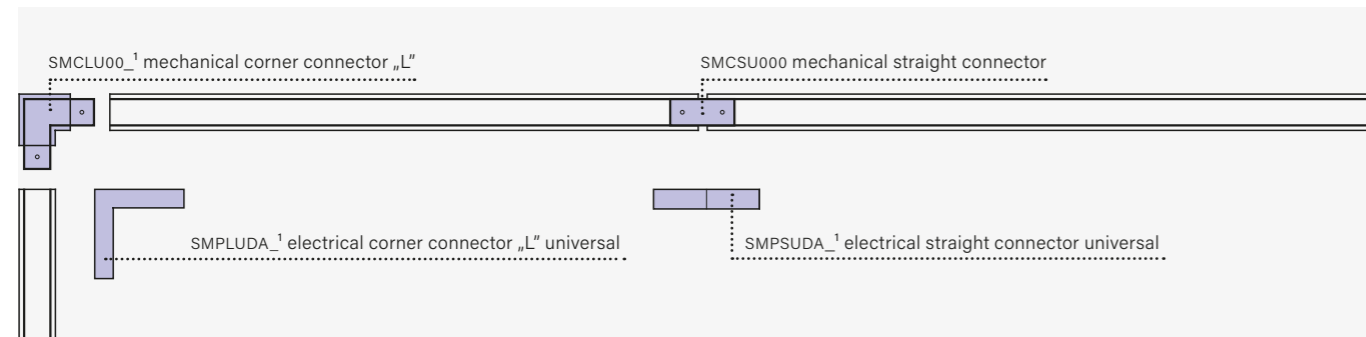 SMCLU00_¹ mechanical corner connector „L”
SMCSU000 mechanical straight connector
SMPLUDA_¹ electrical corner connector „L” universal
SMPSUDA_¹ electrical straight connector universal